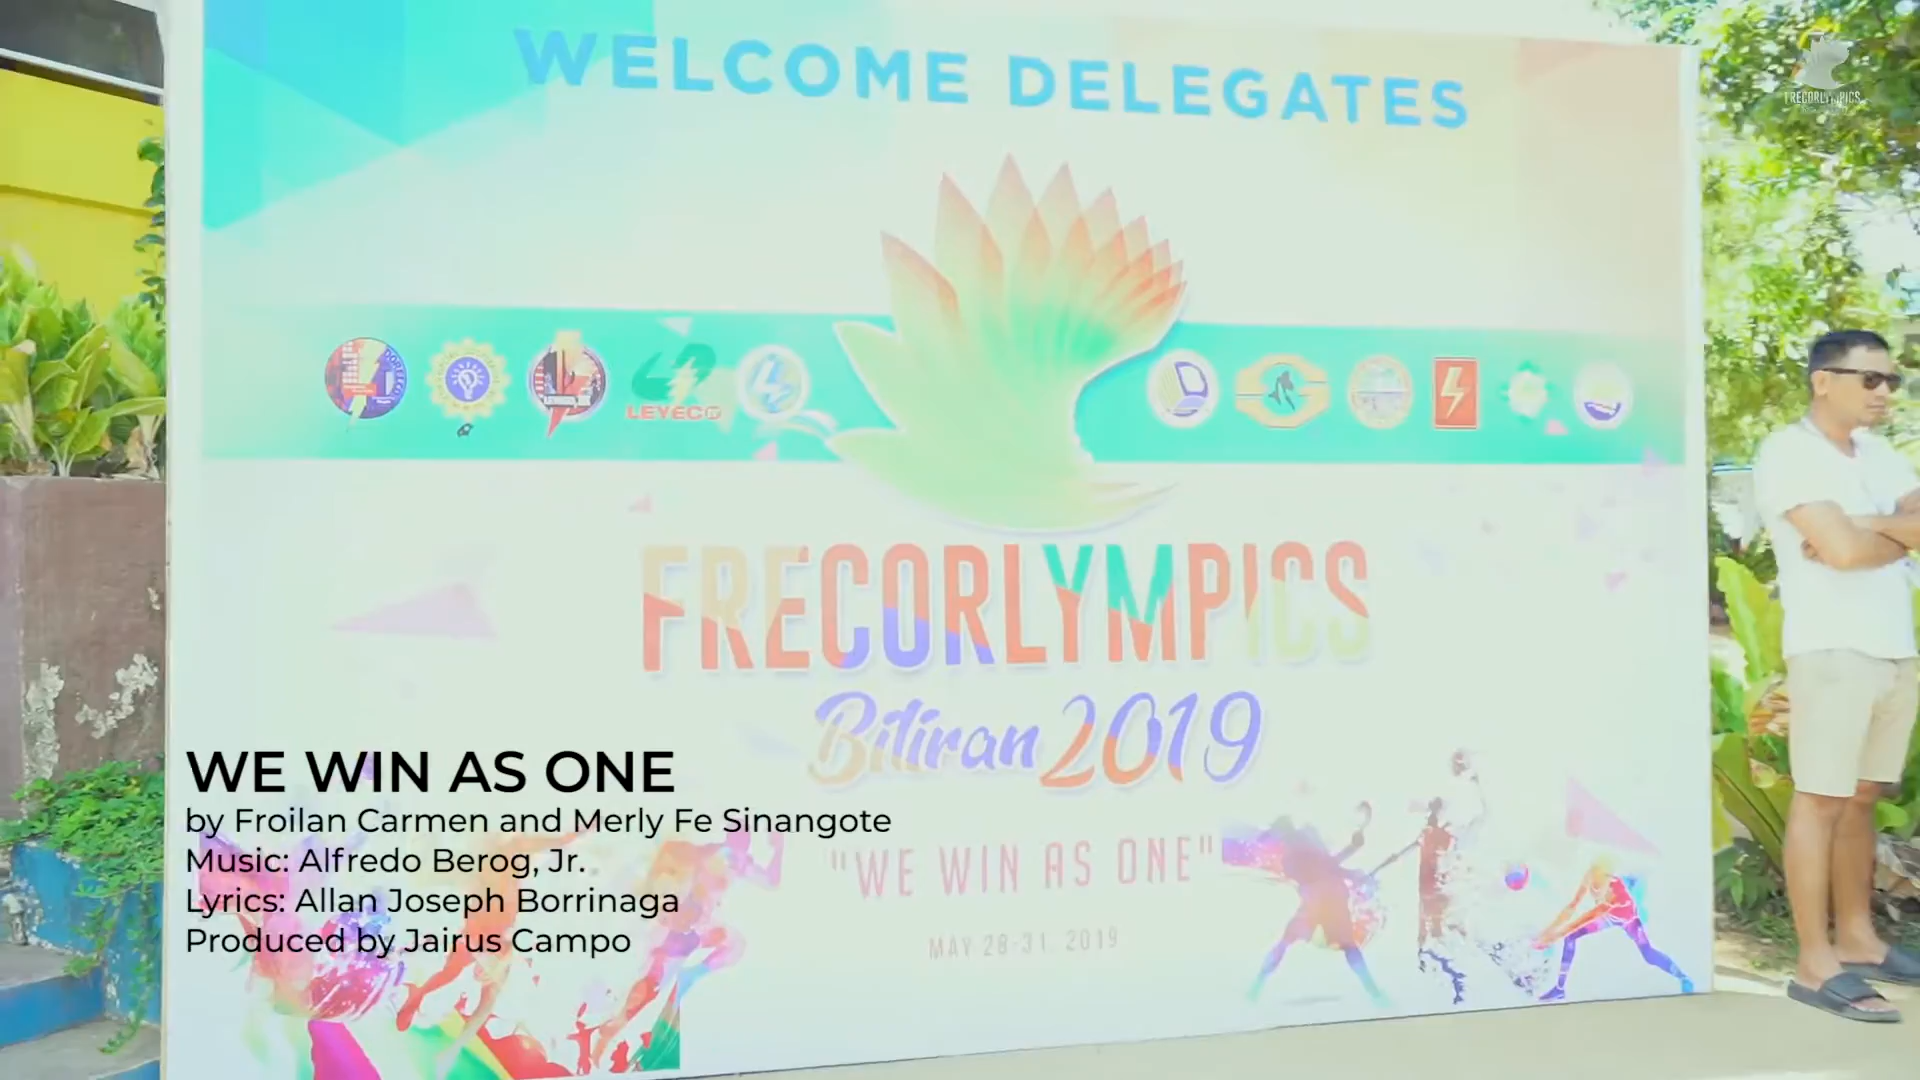 WELCOME DELEGATES
FRECORLYMPICS
LEYECO
FRECORLYMPICS
Biliran 2019
"WE WIN AS ONE"
MAY 28-31, 2019
WE WIN AS ONE
by Froilan Carmen and Merly Fe Sinangote
Music: Alfredo Berog, Jr.
Lyrics: Allan Joseph Borrinaga
Produced by Jairus Campo